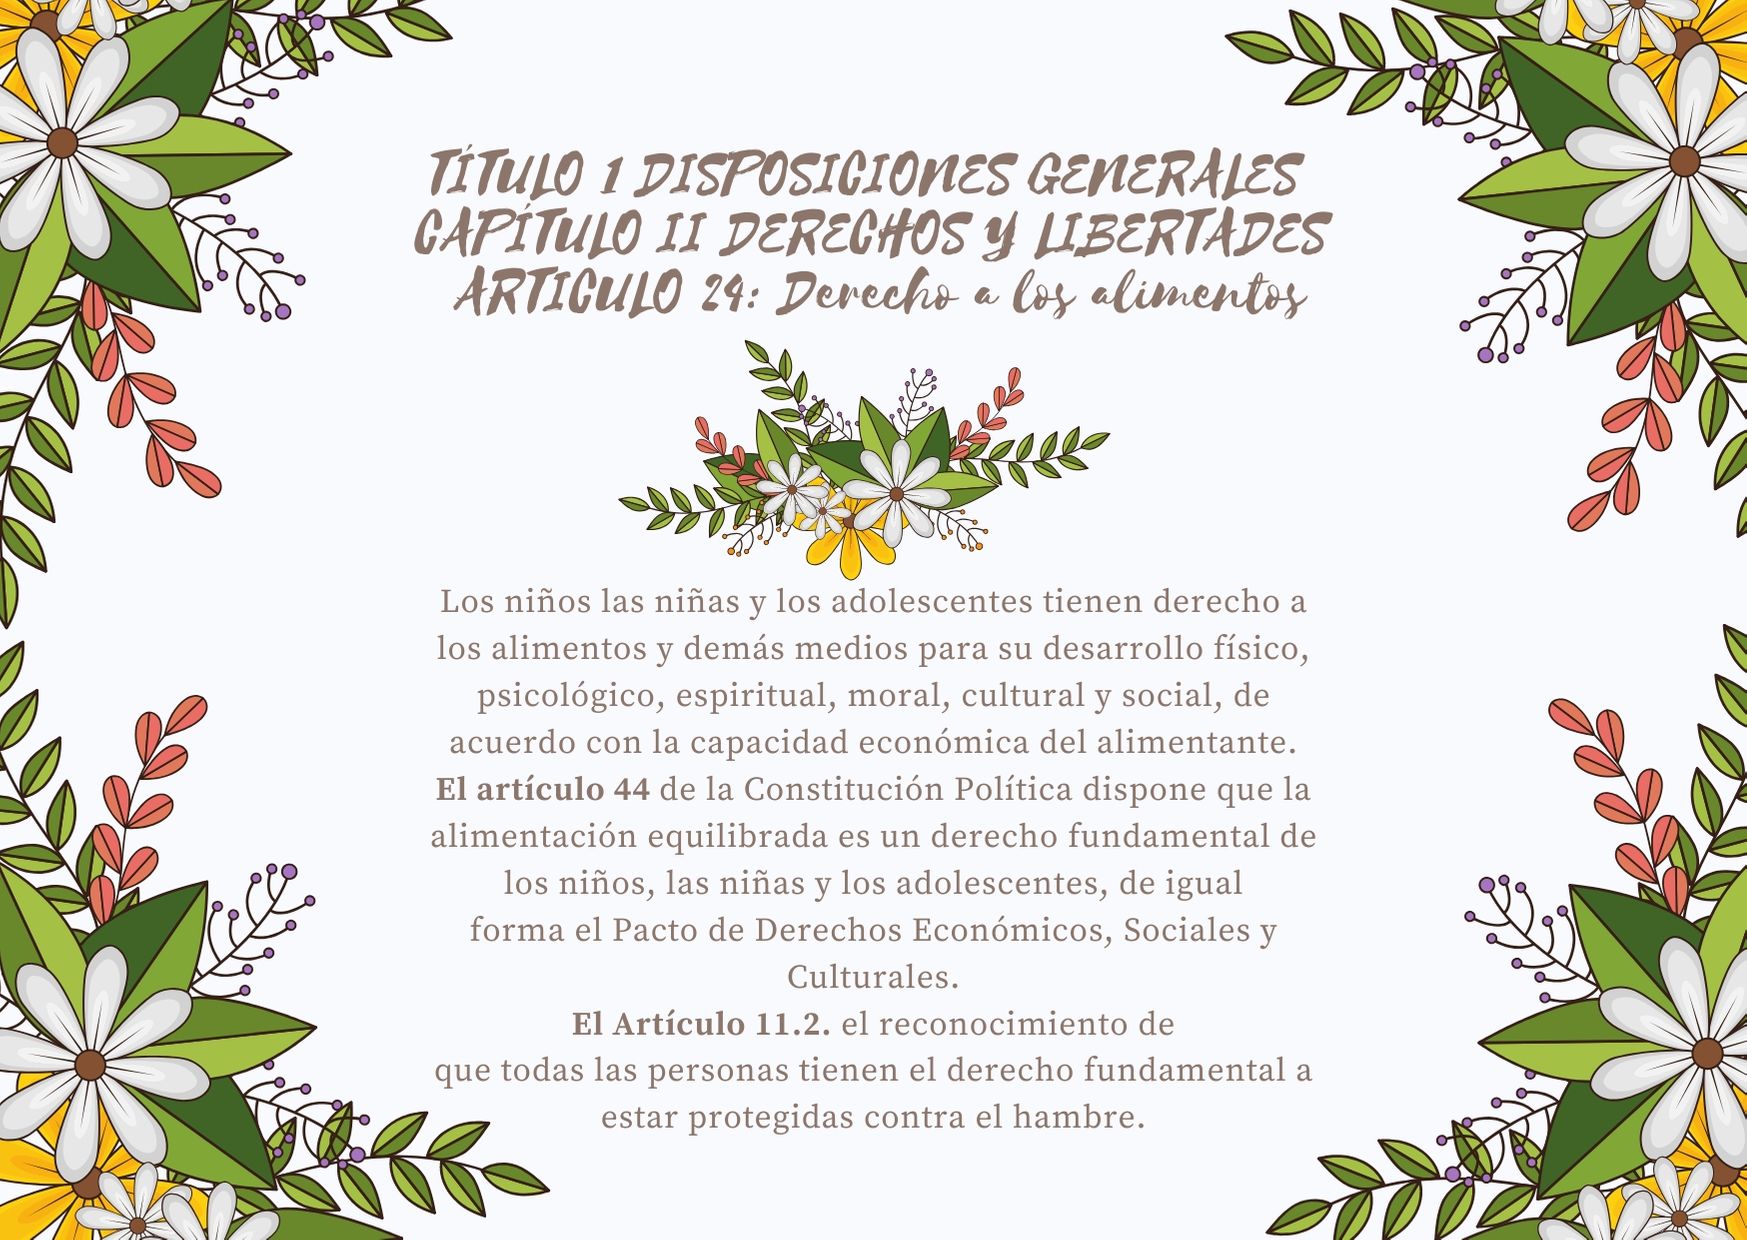 TÍTULO 1 DISPOSICIONES GENERALES
CAPÍTULO II DERECHOS Y LIBERTADES
ARTICULO 24: Derecho a los alimentos
Los niños las niñas y los adolescentes tienen derecho a
los alimentos y demás medios para su desarrollo físico,
psicológico, espiritual, moral, cultural y social, de
acuerdo con la capacidad económica del alimentante.
El artículo 44 de la Constitución Política dispone que la
alimentación equilibrada es un derecho fundamental de
los niños, las niñas y los adolescentes, de igual
forma el Pacto de Derechos Económicos, Sociales y
Culturales.
El Artículo 11.2. el reconocimiento de
que todas las personas tienen el derecho fundamental a
estar protegidas contra el hambre.